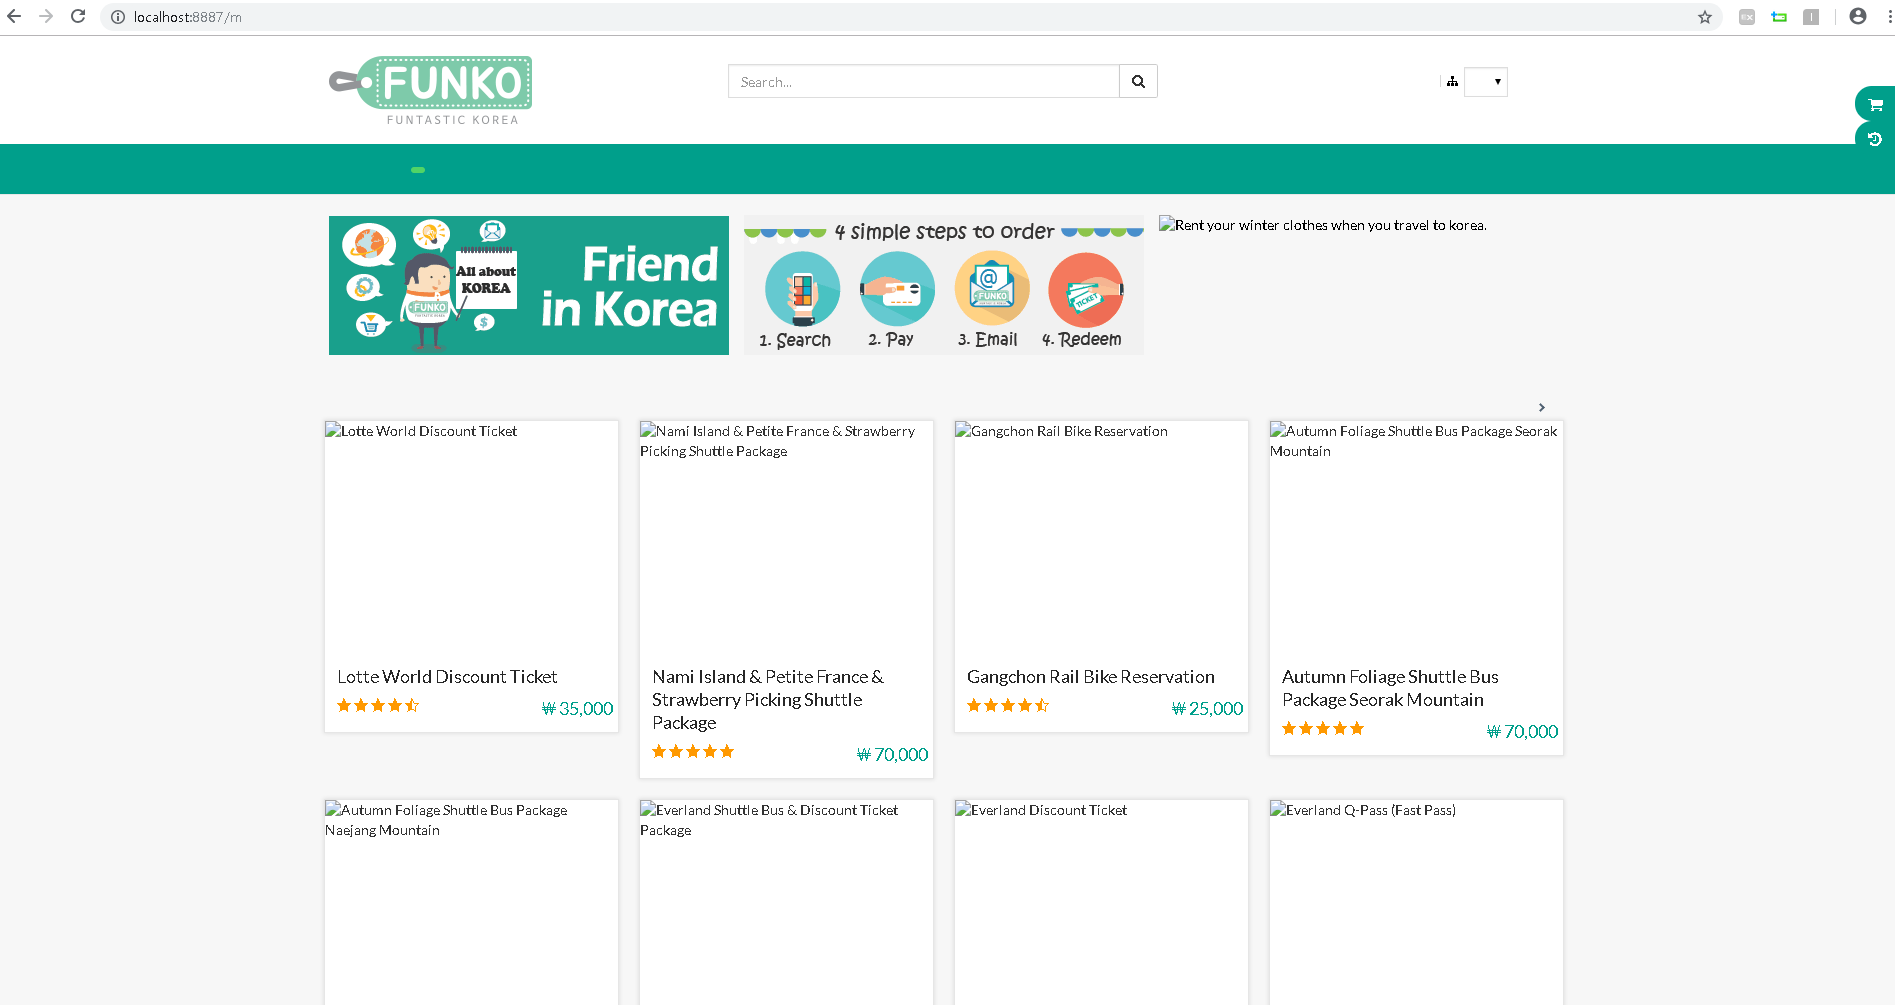 localhost:8887/m
FUNKO
FUNTASTIC KOREA
Search...
All about
KOREA
FUNKO
Friend
in Korea
4 simple steps to order
@
FUNKO
TICKET
1. Search
2. Pay
3. Email
4. Redeem
Rent your winter clothes when you travel to korea.
Lotte World Discount Ticket
Nami Island & Petite France & Strawberry
Picking Shuttle Package
Gangchon Rail Bike Reservation
Autumn Foliage Shuttle Bus Package Seorak
Mountain
Lotte World Discount Ticket
₩ 35,000
Nami Island & Petite France &
Strawberry Picking Shuttle
Package
₩ 70,000
Gangchon Rail Bike Reservation
₩ 25,000
Autumn Foliage Shuttle Bus
Package Seorak Mountain
₩ 70,000
Autumn Foliage Shuttle Bus Package
Naejang Mountain
Everland Shuttle Bus & Discount Ticket
Package
Everland Discount Ticket
Everland Q-Pass (Fast Pass)